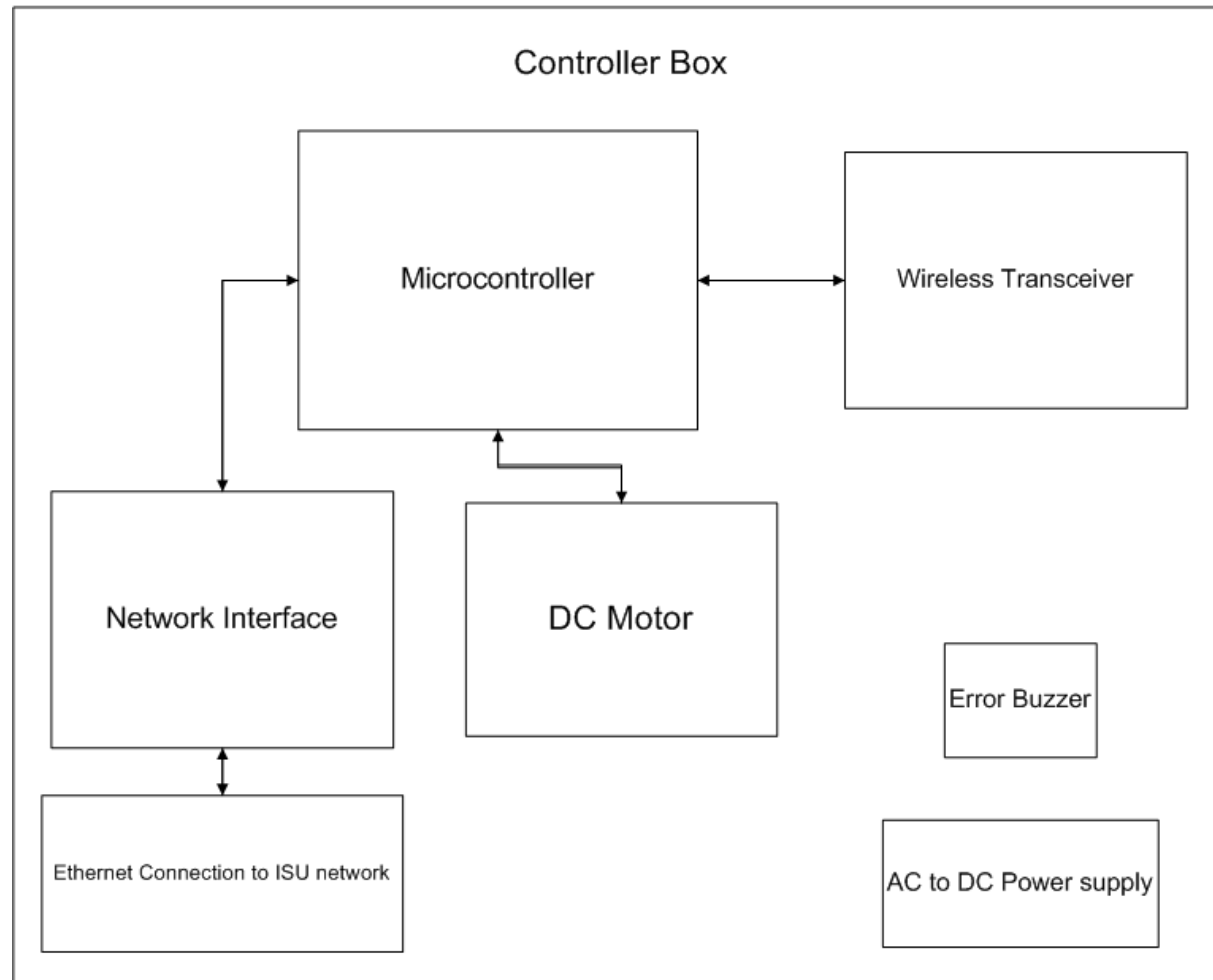 Controller Box
Microcontroller
Wireless Transceiver
Network Interface
DC Motor
Error Buzzer
Ethernet Connection to ISU network
AC to DC Power supply